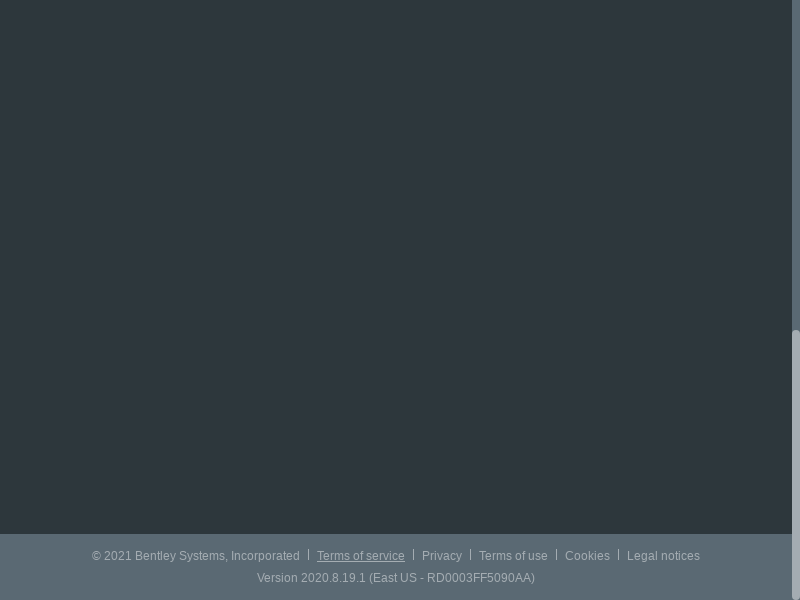 © 2021 Bentley Systems, Incorporated | Terms of service | Privacy | Terms of use | Cookies | Legal notices
Version 2020.8.19.1 (East US - RD0003FF5090AA)